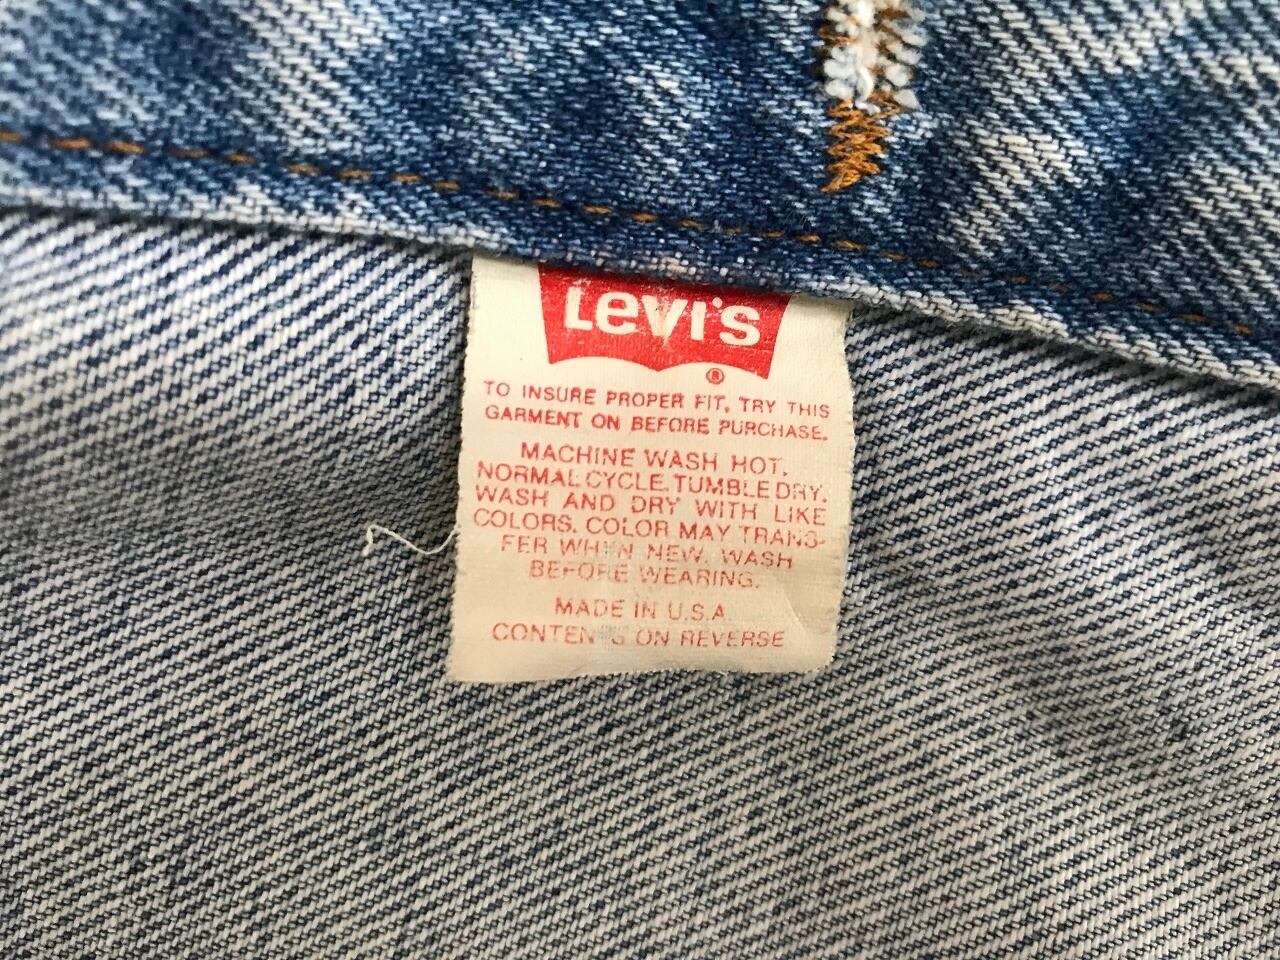 Levi's
®
TO INSURE PROPER FIT, TRY THIS
GARMENT ON BEFORE PURCHASE.
MACHINE WASH HOT,
NORMAL CYCLE. TUMBLE DRY.
WASH AND DRY WITH LIKE
COLORS. COLOR MAY TRANS-
FER WHEN NEW. WASH
BEFORE WEARING.
MADE IN U.S.A.
CONTENTS ON REVERSE